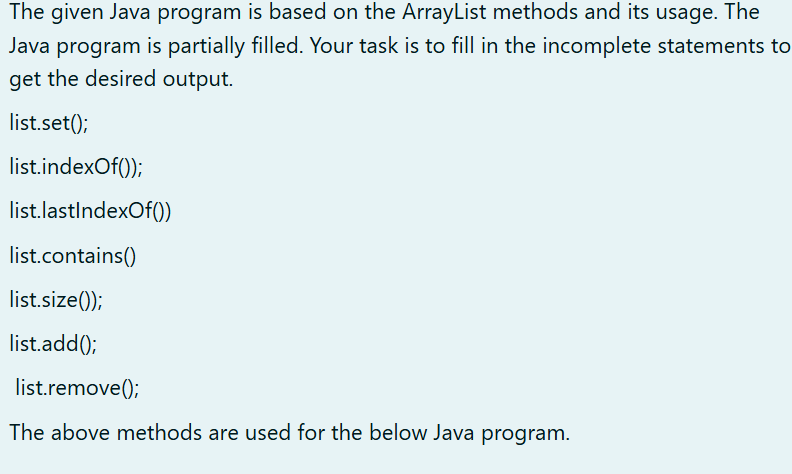 The given Java program is based on the ArrayList methods and its usage. The
Java program is partially filled. Your task is to fill in the incomplete statements to
get the desired output.
list.set();
list.indexOf());
list.lastIndexOf())
list.contains()
list.size());
list.add();
list.remove();
The above methods are used for the below Java program.